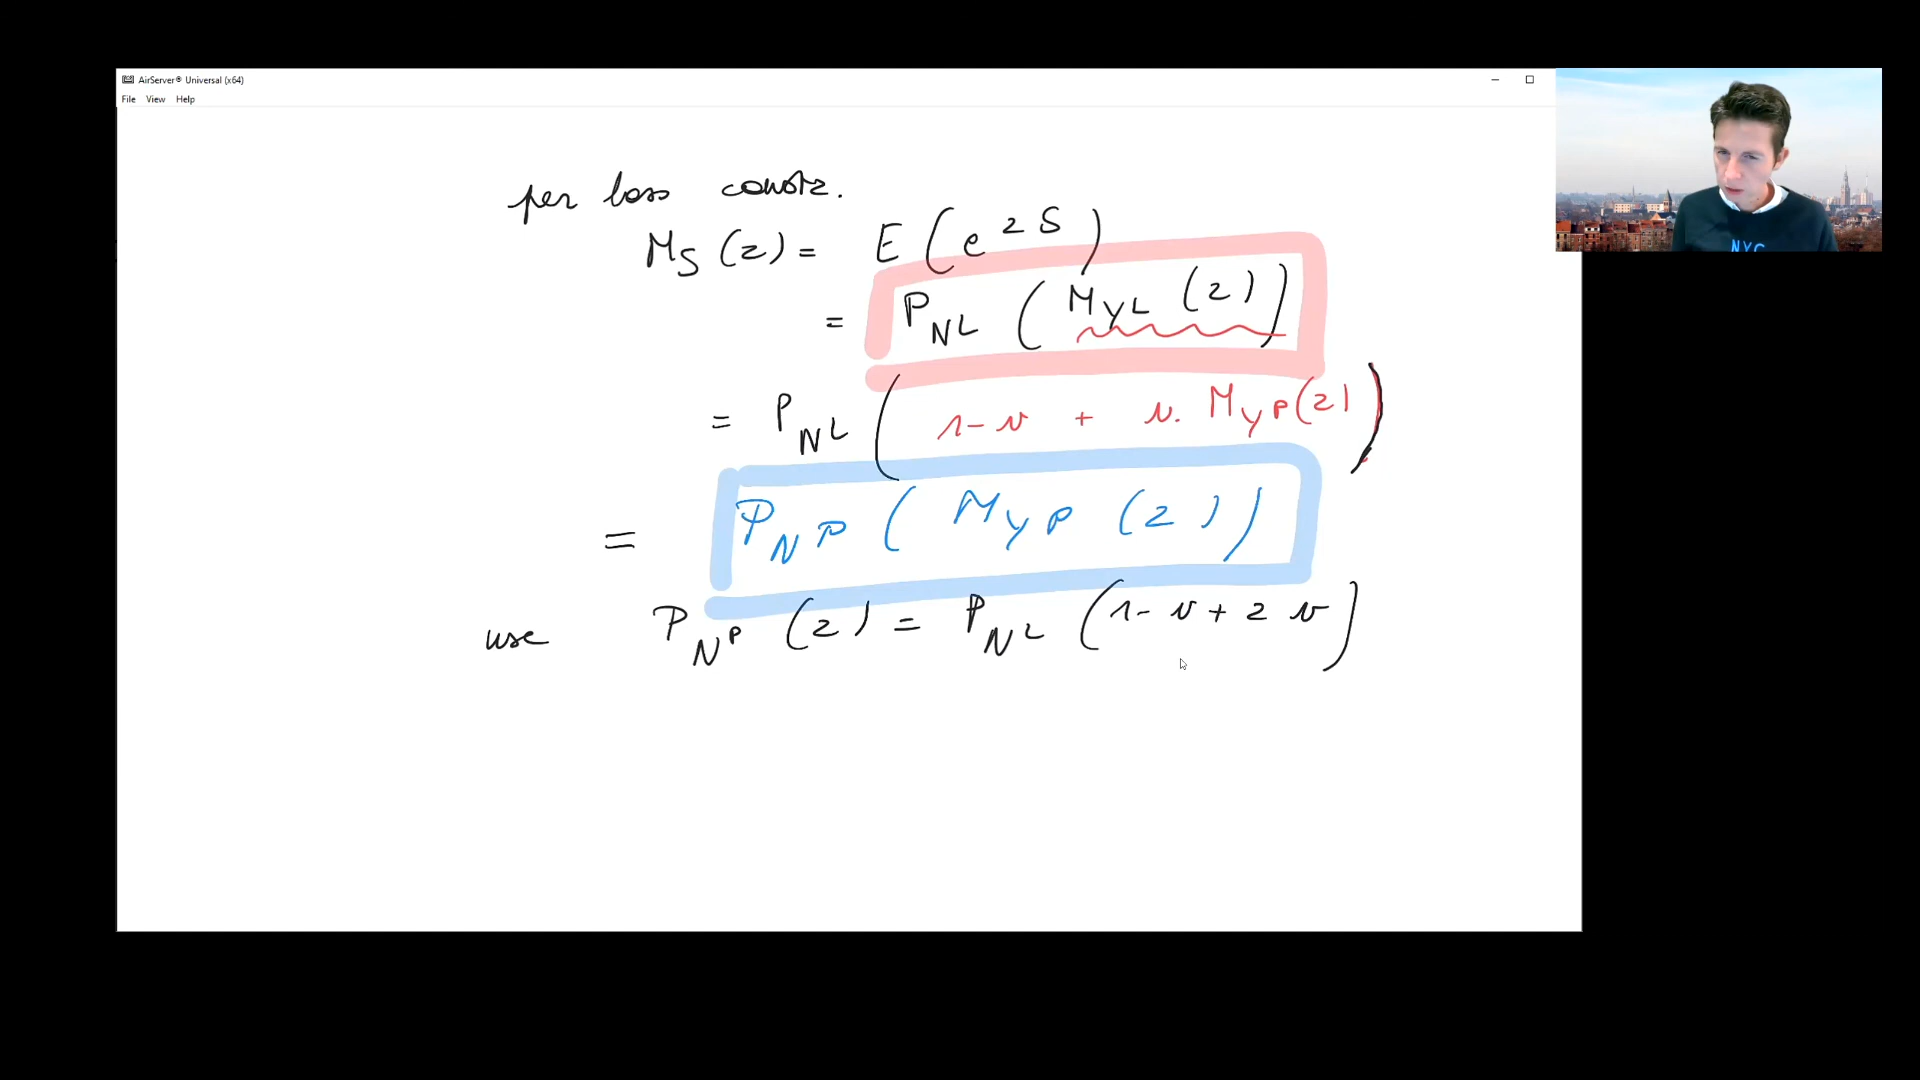 AirServer® Universal (x64)
File View Help
per loss constr.
M_S (z) = E (e^{zS})
= P_{N^L} (M_{Y^L} (z))
= P_{N^L} (1-v + v. M_{Y^P}(z))
= P_{N^P} (M_{Y^P} (z))
use P_{N^P} (z) = P_{N^L} (1-v + z v)
NYC